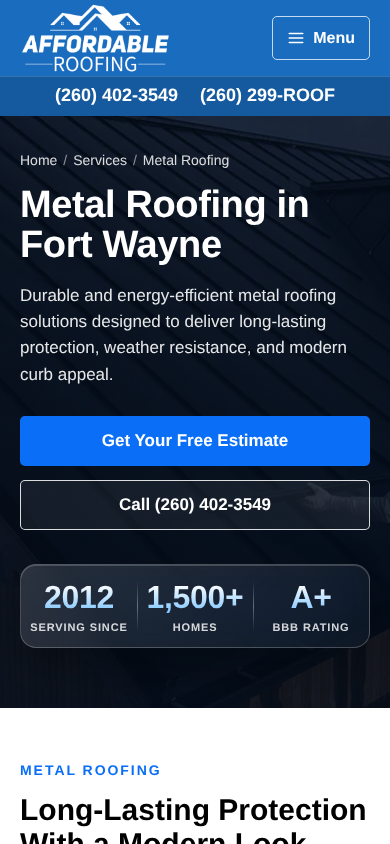 AFFORDABLE
ROOFING
Menu
(260) 402-3549 (260) 299-ROOF
Home / Services / Metal Roofing
Metal Roofing in
Fort Wayne
Durable and energy-efficient metal roofing
solutions designed to deliver long-lasting
protection, weather resistance, and modern
curb appeal.
Get Your Free Estimate
Call (260) 402-3549
2012 1,500+ A+
SERVING SINCE HOMES BBB RATING
METAL ROOFING
Long-Lasting Protection
With a Modern Look